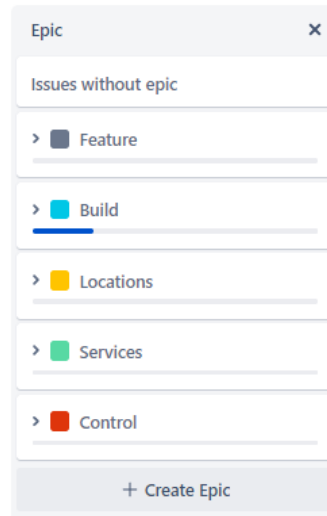 Epic
Issues without epic
Feature
Build
Locations
Services
Control
+ Create Epic